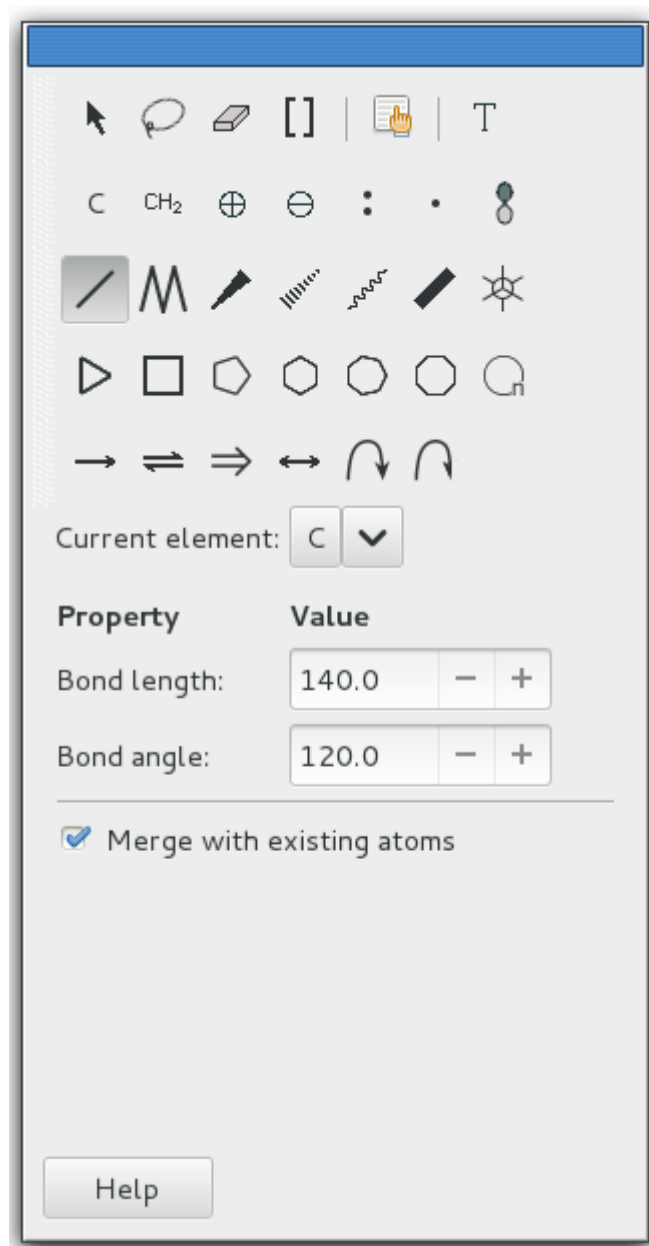 T
C CH₂
n
Current element: C
Property Value
Bond length: 140.0 − +
Bond angle: 120.0 − +
Merge with existing atoms
Help